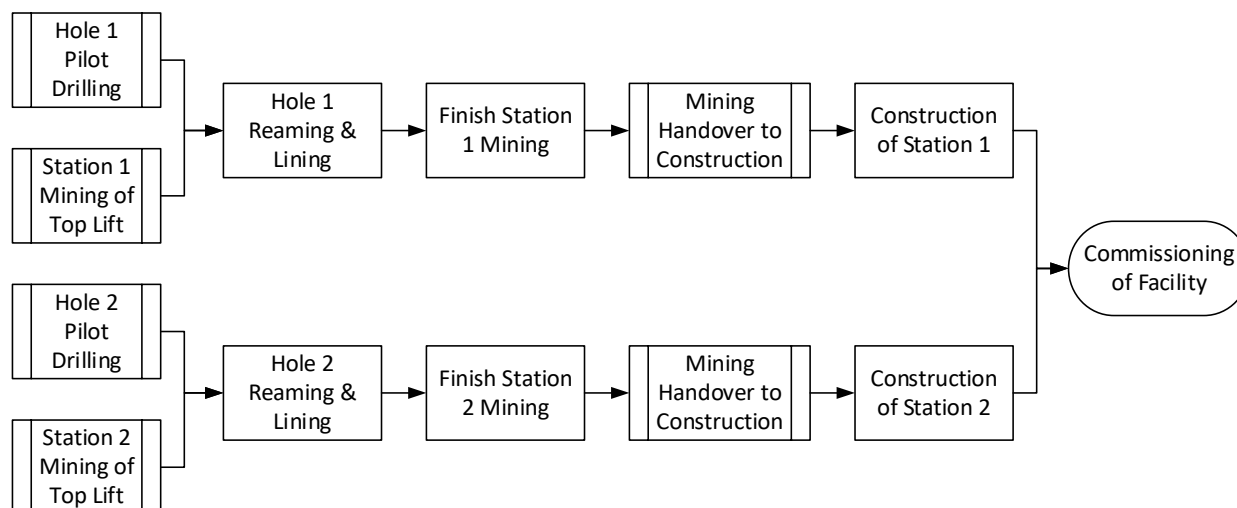 Hole 1
Pilot
Drilling
Station 1
Mining of
Top Lift
Hole 1
Reaming &
Lining
Finish Station
1 Mining
Mining
Handover to
Construction
Construction
of Station 1
Hole 2
Pilot
Drilling
Station 2
Mining of
Top Lift
Hole 2
Reaming &
Lining
Finish Station
2 Mining
Mining
Handover to
Construction
Construction
of Station 2
Commissioning
of Facility